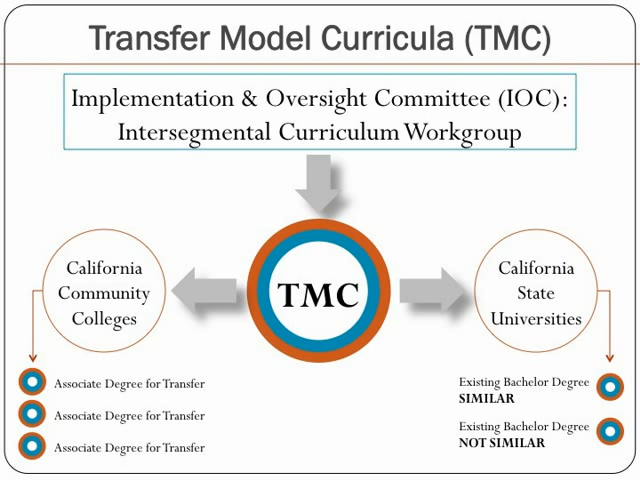 Transfer Model Curricula (TMC)
Implementation & Oversight Committee (IOC):
Intersegmental Curriculum Workgroup
California
Community
Colleges
TMC
California
State
Universities
Associate Degree for Transfer
Associate Degree for Transfer
Associate Degree for Transfer
Existing Bachelor Degree
SIMILAR
Existing Bachelor Degree
NOT SIMILAR